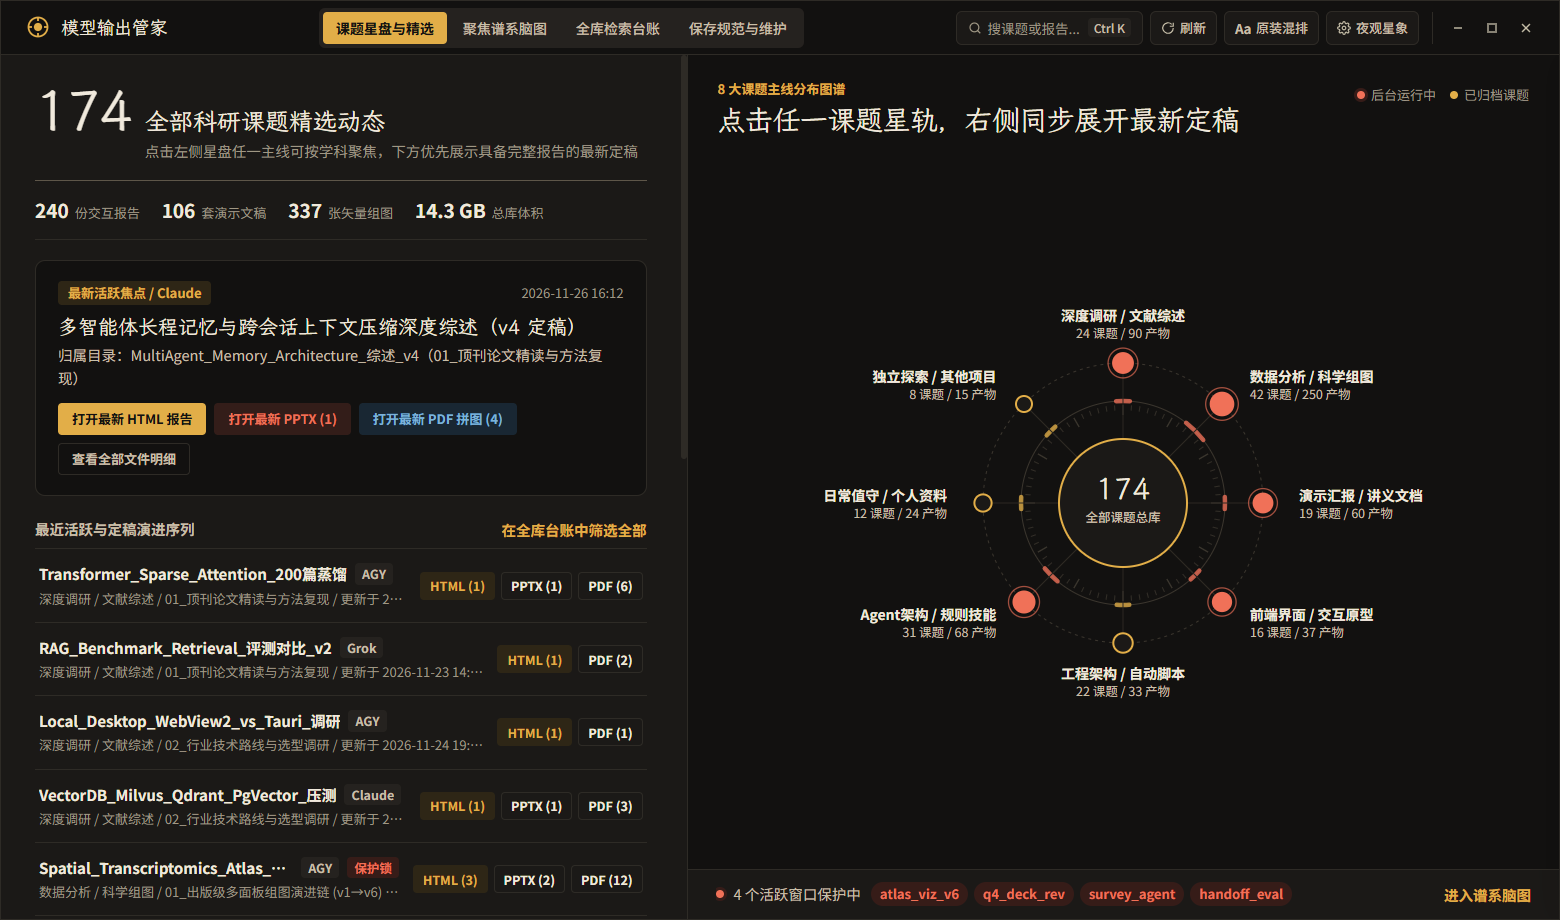 模型输出管家
课题星盘与精选
聚焦谱系脑图
全库检索台账
保存规范与维护
搜课题或报告... Ctrl K
刷新
Aa 原装混排
夜观星象
174 全部科研课题精选动态
点击左侧星盘任一主线可按学科聚焦，下方优先展示具备完整报告的最新定稿
240 份交互报告 106 套演示文稿 337 张矢量组图 14.3 GB 总库体积
最新活跃焦点 / Claude 2026-11-26 16:12
多智能体长程记忆与跨会话上下文压缩深度综述（v4 定稿）
归属目录：MultiAgent_Memory_Architecture_综述_v4（01_顶刊论文精读与方法复
现）
打开最新 HTML 报告 打开最新 PPTX (1) 打开最新 PDF 拼图 (4)
查看全部文件明细
最近活跃与定稿演进序列 在全库台账中筛选全部
Transformer_Sparse_Attention_200篇蒸馏 AGY HTML (1) PPTX (1) PDF (6)
深度调研 / 文献综述 / 01_顶刊论文精读与方法复现 / 更新于 2···
RAG_Benchmark_Retrieval_评测对比_v2 Grok HTML (1) PDF (2)
深度调研 / 文献综述 / 01_顶刊论文精读与方法复现 / 更新于 2026-11-23 14:···
Local_Desktop_WebView2_vs_Tauri_调研 AGY HTML (1) PDF (1)
深度调研 / 文献综述 / 02_行业技术路线与选型调研 / 更新于 2026-11-24 19:···
VectorDB_Milvus_Qdrant_PgVector_压测 Claude HTML (1) PPTX (1) PDF (3)
深度调研 / 文献综述 / 02_行业技术路线与选型调研 / 更新于 2···
Spatial_Transcriptomics_Atlas_··· AGY 保护锁 HTML (3) PPTX (2) PDF (12)
数据分析 / 科学组图 / 01_出版级多面板组图演进链 (v1→v6) ···
8 大课题主线分布图谱
点击任一课题星轨，右侧同步展开最新定稿
后台运行中 已归档课题
深度调研 / 文献综述
24 课题 / 90 产物
独立探索 / 其他项目
8 课题 / 15 产物
数据分析 / 科学组图
42 课题 / 250 产物
日常值守 / 个人资料
12 课题 / 24 产物
174
全部课题总库
演示汇报 / 讲义文档
19 课题 / 60 产物
Agent架构 / 规则技能
31 课题 / 68 产物
前端界面 / 交互原型
16 课题 / 37 产物
工程架构 / 自动脚本
22 课题 / 33 产物
4 个活跃窗口保护中 atlas_viz_v6 q4_deck_rev survey_agent handoff_eval
进入谱系脑图